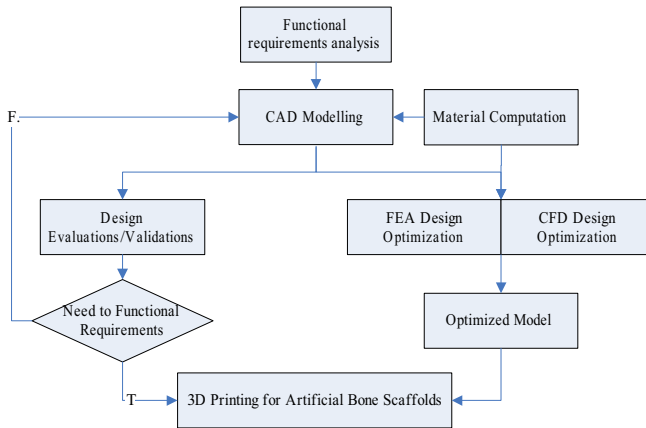 Functional
requirements analysis
F.
CAD Modelling
Material Computation
Design
Evaluations/Validations
FEA Design
Optimization
CFD Design
Optimization
Need to Functional
Requirements
Optimized Model
T
3D Printing for Artificial Bone Scaffolds